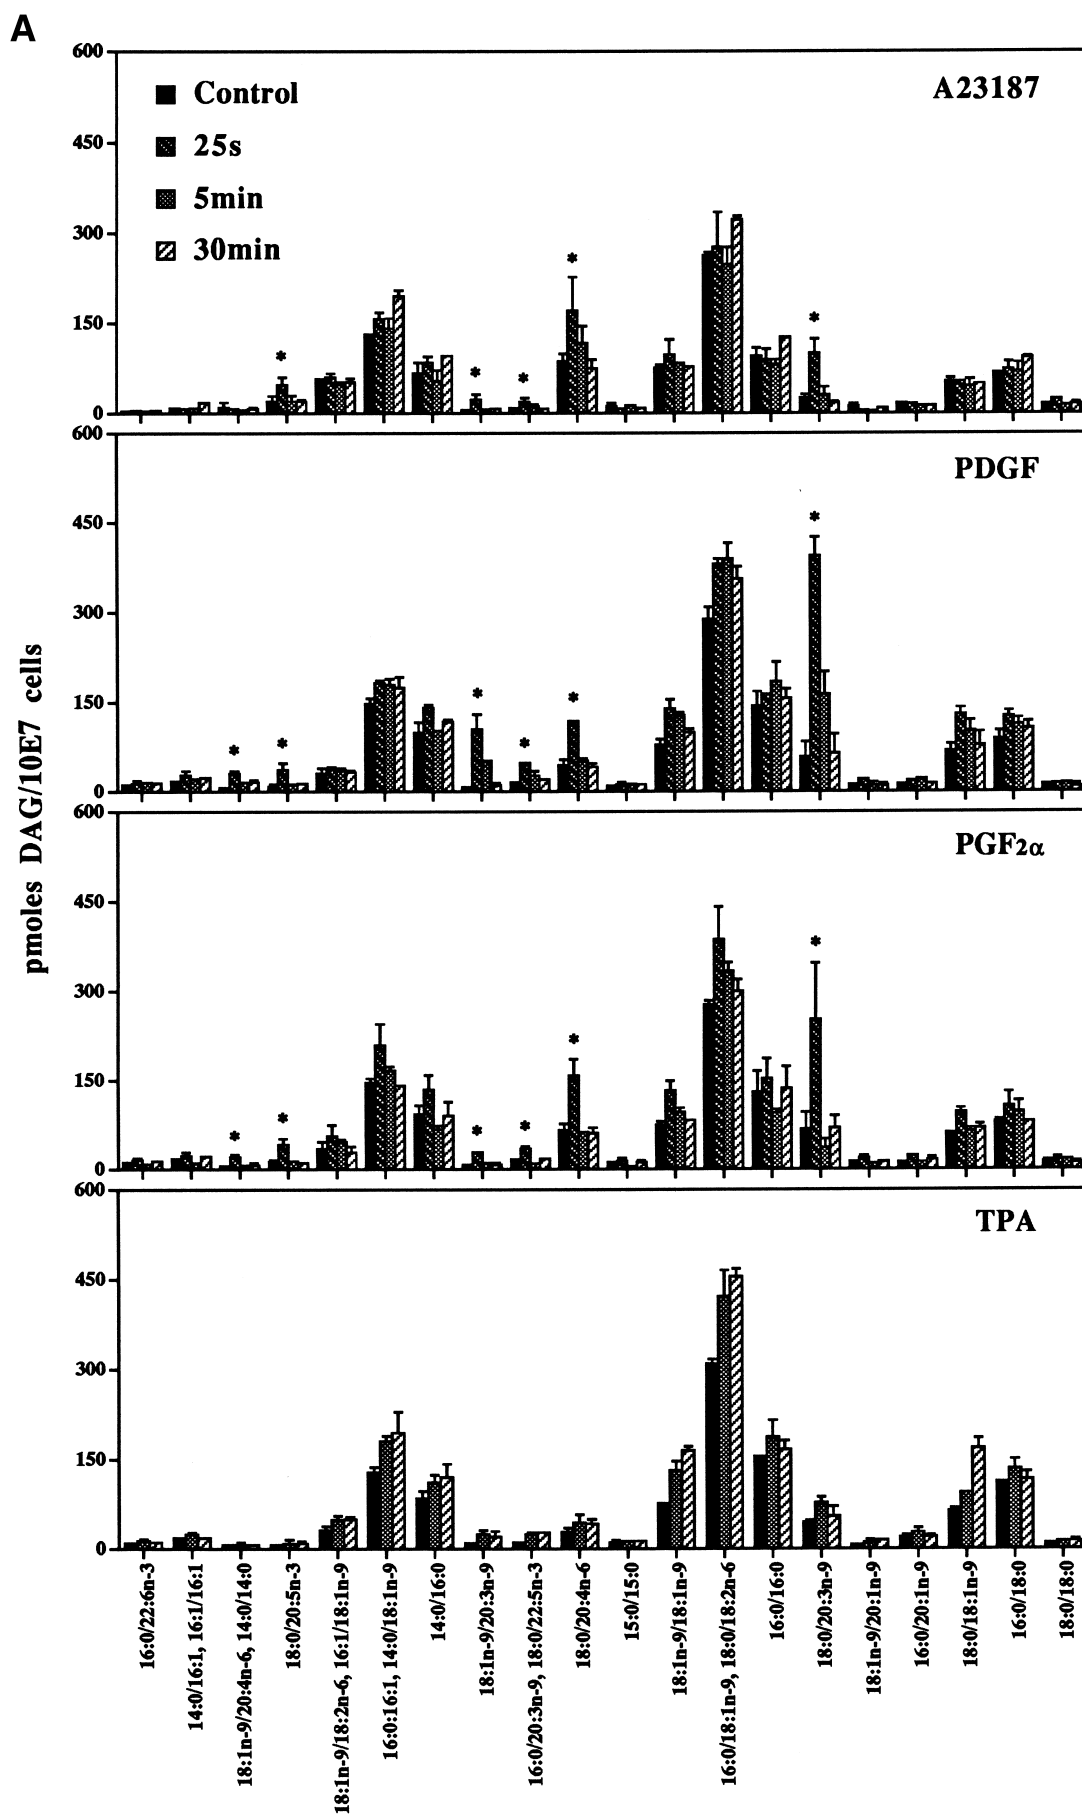 A
600
450
300
150
0
Control
25s
5min
30min
A23187
600
450
300
150
0
PDGF
pmoles DAG/10E7 cells
600
450
300
150
0
PGF2α
600
450
300
150
0
TPA
16:0/22:6n-3
14:0/16:1, 16:1/16:1
18:1n-9/20:4n-6, 14:0/14:0
18:0/20:5n-3
18:1n-9/18:2n-6, 16:1/18:1n-9
16:0:16:1, 14:0/18:1n-9
14:0/16:0
18:1n-9/20:3n-9
16:0/20:3n-9, 18:0/22:5n-3
18:0/20:4n-6
15:0/15:0
18:1n-9/18:1n-9
16:0/18:1n-9, 18:0/18:2n-6
16:0/16:0
18:0/20:3n-9
18:1n-9/20:1n-9
16:0/20:1n-9
18:0/18:1n-9
16:0/18:0
18:0/18:0